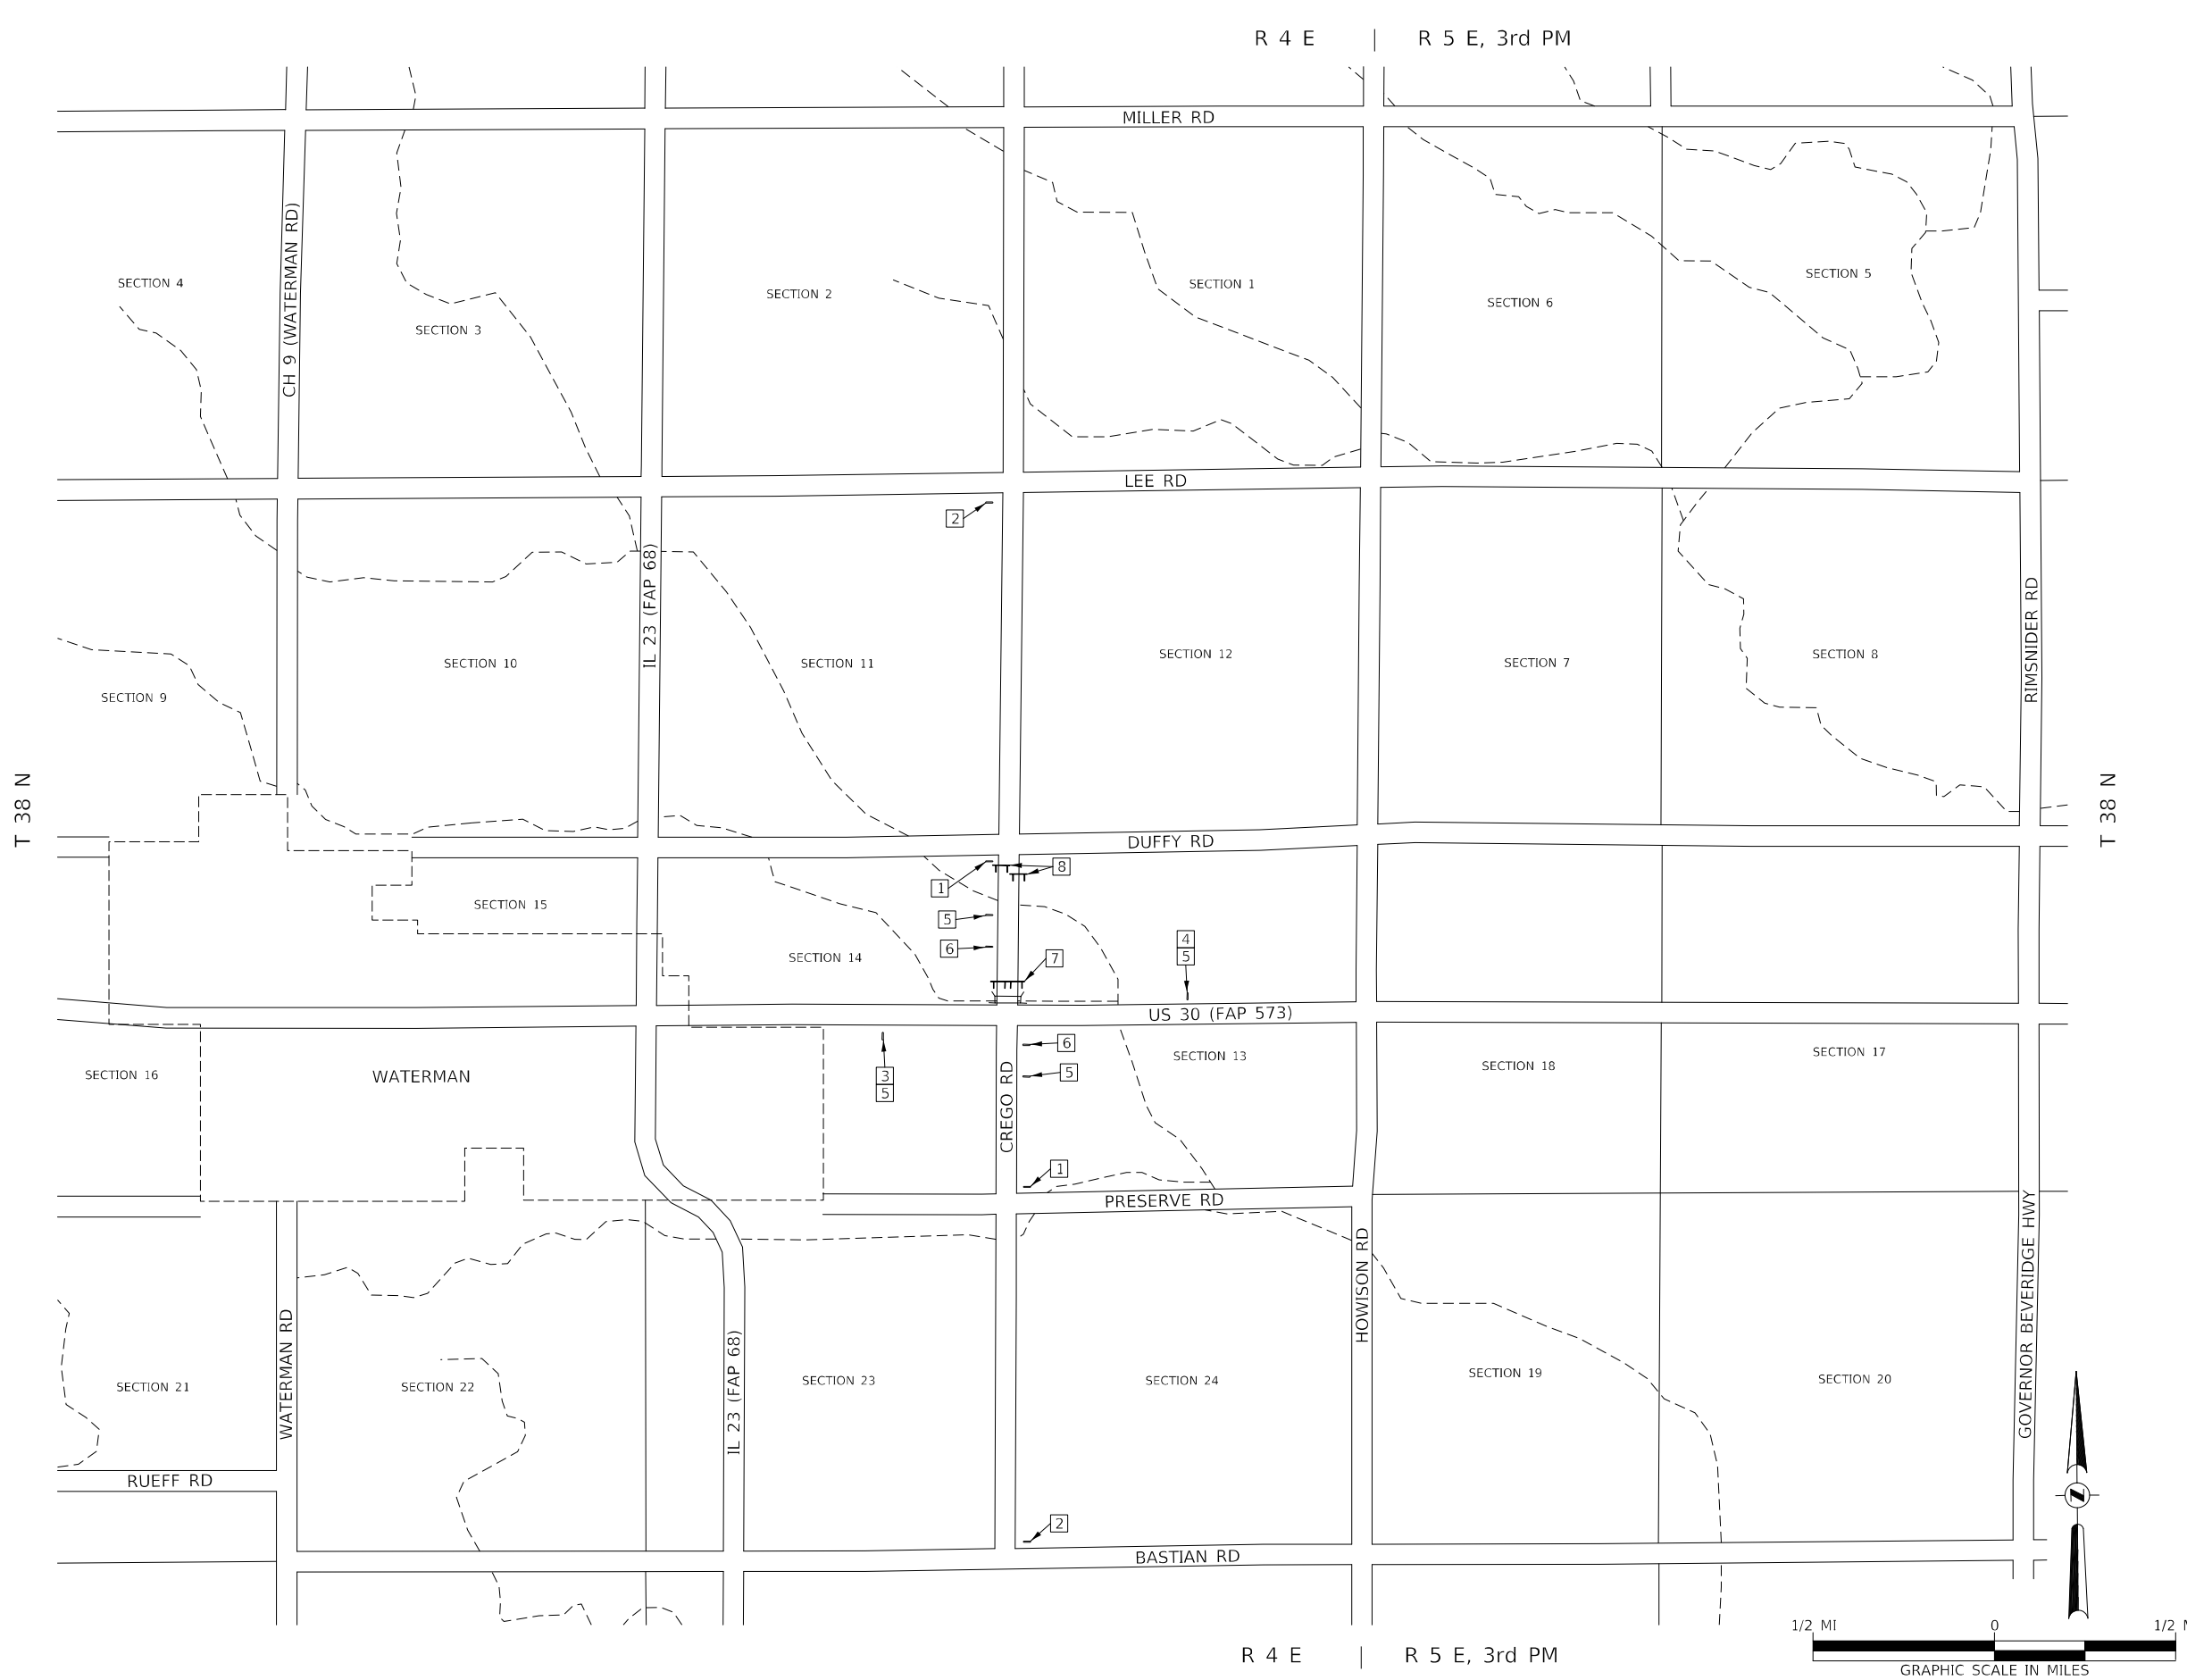 R 4 E | R 5 E, 3rd PM
MILLER RD
CH 9 (WATERMAN RD)
SECTION 4
SECTION 3
SECTION 2
SECTION 1
SECTION 6
SECTION 5
LEE RD
2
IL 23 (FAP 68)
RIMSNIDER RD
SECTION 9
SECTION 10
SECTION 11
SECTION 12
SECTION 7
SECTION 8
T 38 N
T 38 N
DUFFY RD
1
8
5
6
7
4
5
SECTION 15
SECTION 14
US 30 (FAP 573)
SECTION 16
WATERMAN
3
5
CREGO RD
6
5
1
SECTION 13
SECTION 18
SECTION 17
PRESERVE RD
HOWISON RD
GOVERNOR BEVERIDGE HWY
WATERMAN RD
IL 23 (FAP 68)
SECTION 21
SECTION 22
SECTION 23
SECTION 24
SECTION 19
SECTION 20
RUEFF RD
2
BASTIAN RD
Z
1/2 MI 0 1/2
GRAPHIC SCALE IN MILES
R 4 E | R 5 E, 3rd PM